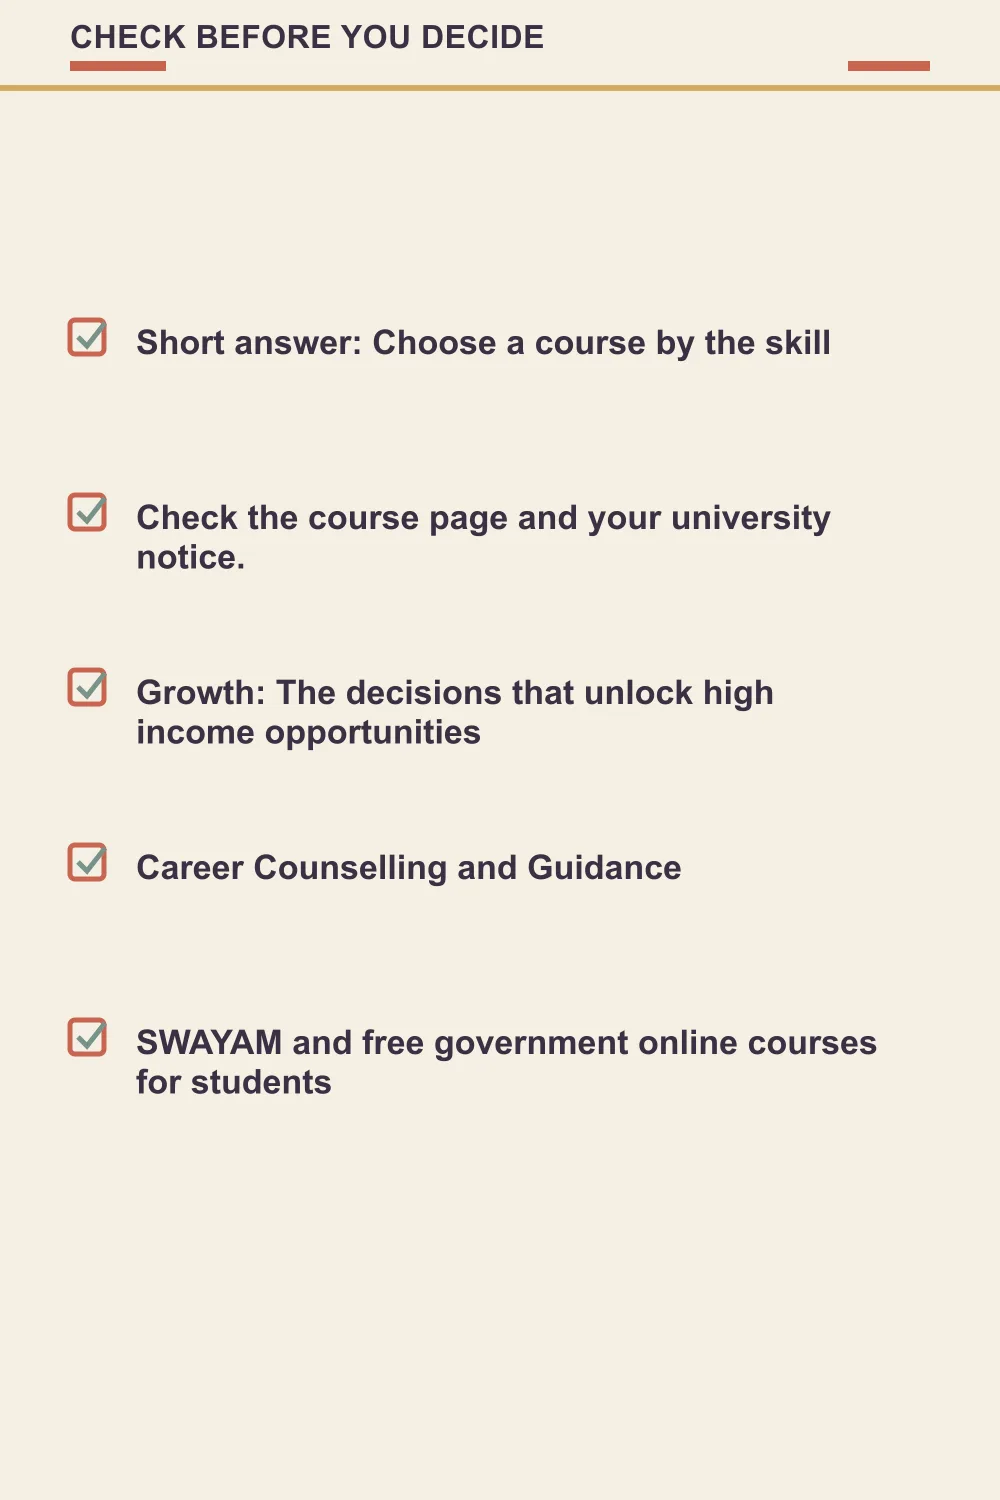 CHECK BEFORE YOU DECIDE
Short answer: Choose a course by the skill
Check the course page and your university
notice.
Growth: The decisions that unlock high
income opportunities
Career Counselling and Guidance
SWAYAM and free government online courses
for students